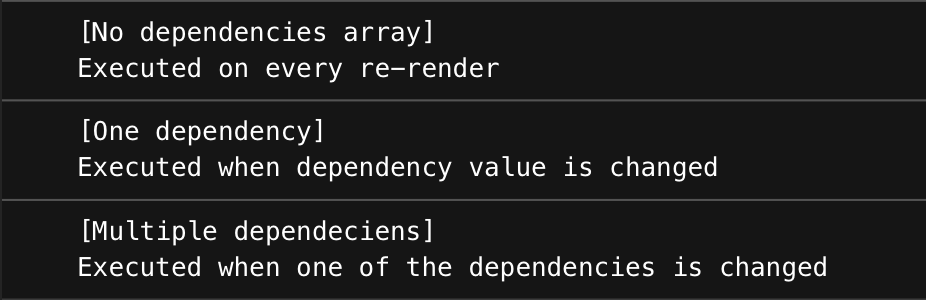 [No dependencies array]
Executed on every re-render
[One dependency]
Executed when dependency value is changed
[Multiple dependeciens]
Executed when one of the dependencies is changed